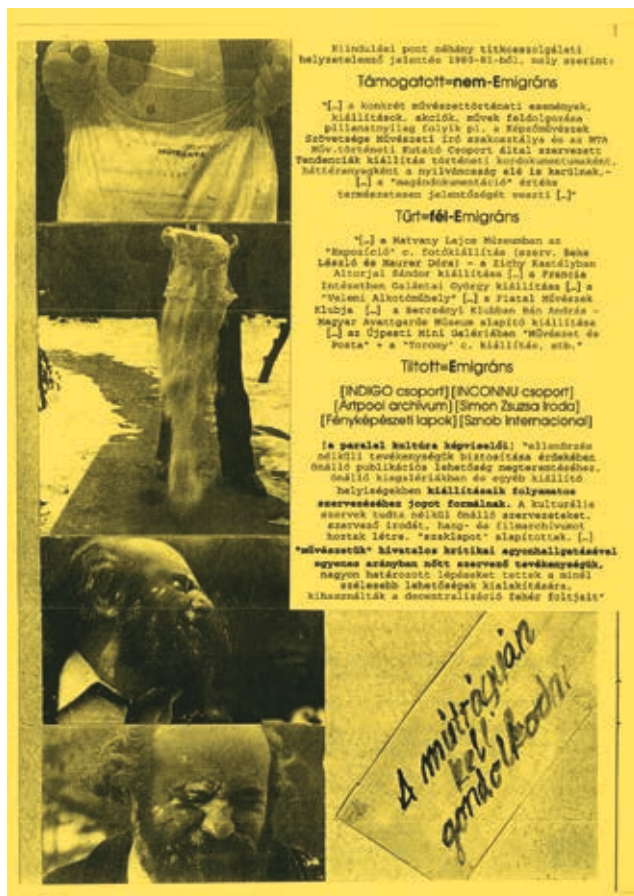 Kiindulási pont néhány titkosszolgálati
helyzetelemző jelentés 1980-81-ből, mely szerint:
Támogatott=nem-Emigráns
"[…] a konkrét művészettörténeti események,
kiállítások, akciók, művek feldolgozása
pillanatnyilag folyik pl. a Képzőművészek
Szövetsége Művészeti író szakosztálya és az MTA
Műv.történeti Kutató Csoport által szervezett
Tendenciák kiállítás történeti kordokumentumaként,
háttéranyagként a nyilvánosság elé is kerülnek,-
[…] a "magándokumentáció" értéke
természetesen jelentőségét veszti […]"
Tűrt=fél-Emigráns
"[…] a Hatvany Lajos Múzeumban az
"Expozíció" c. fotókiállítás (szerv. Beke
László és Maurer Dóra) – a Zichy Kastélyban
Altorjai Sándor kiállítása […] a Francia
Intézetben Galántai György kiállítása […] a
"Velemi Alkotóműhely" […] a Fiatal Művészek
Klubja […] a Bercsényi Klubban Bán András –
Magyar Avantgarde Múzeum alapító kiállítása
[…] az Újpesti Mini Galériában "Művészet és
Posta" + a "Torony" c. kiállítás, stb."
Tiltott=Emigráns
[INDIGO csoport] [INCONNU csoport]
[Artpool archívum] [Simon Zsuzsa Iroda]
[Fényképészeti lapok] [Sznob Internacional]
[a paralel kultúra képviselői] "ellenőrzés
nélküli tevékenységük biztosítása érdekében
önálló publikációs lehetőség megteremtéséhez,
önálló kisgalériákban és egyéb kiállító
helyiségekben kiállításaik folyamatos
szervezéséhez jogot formálnak. A kulturális
szervek tudta nélkül önálló szervezeteket,
szervező irodát, hang- és filmarchívumot
hoztak létre. "szaklapot" alapítottak. […]
"művészetük" hivatalos kritikai agyonhallgatásával
egyenes arányban nőtt szervező tevékenységük,
nagyon határozott lépéseket tettek a minél
szélesebb lehetőségek kialakítására,
kihasználták a decentralizáció fehér foltjait"
A műtrágyán
kell
gondolkodni